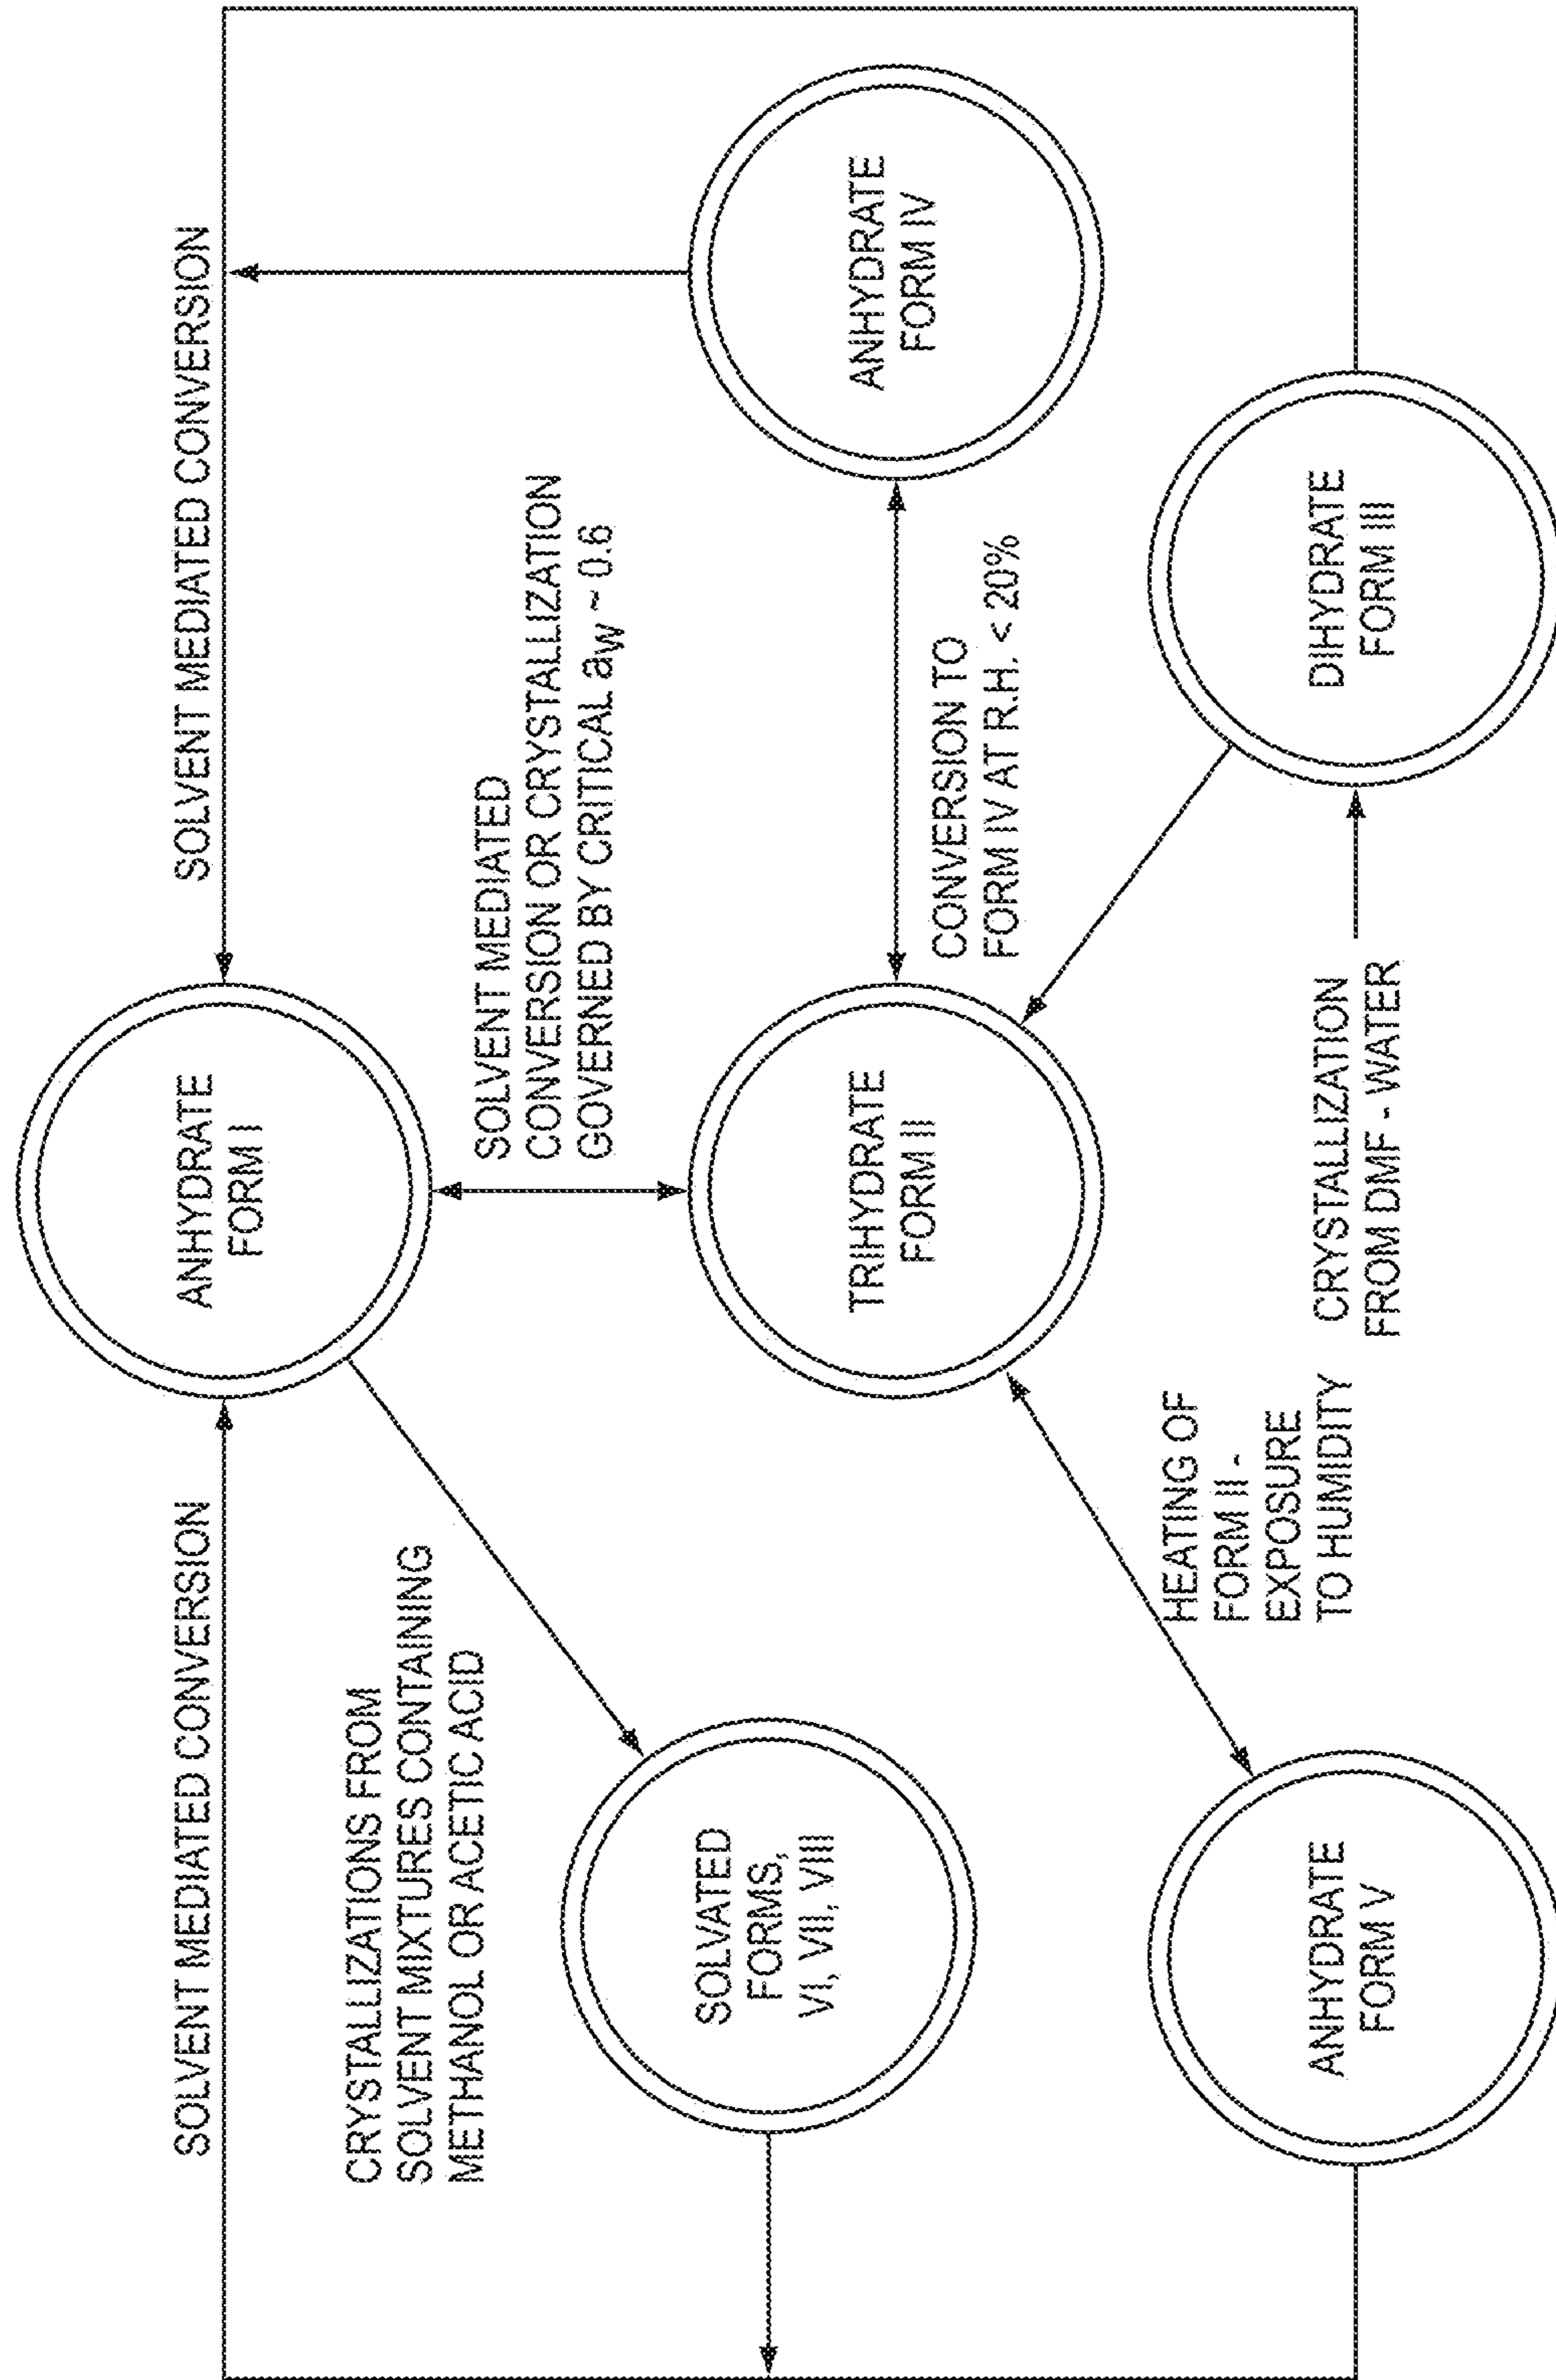 SOLVENT MEDIATED CONVERSION
SOLVENT MEDIATED CONVERSION
ANHYDRATE
FORM I
CRYSTALLIZATIONS FROM
SOLVENT MIXTURES CONTAINING
METHANOL OR ACETIC ACID
SOLVENT MEDIATED
CONVERSION OR CRYSTALLIZATION
GOVERNED BY CRITICAL aw ~ 0.6
SOLVATED
FORMS,
VI, VII, VIII
TRIHYDRATE
FORM II
ANHYDRATE
FORM IV
CONVERSION TO
FORM IV AT R.H. < 20%
HEATING OF
FORM II -
EXPOSURE
TO HUMIDITY
ANHYDRATE
FORM V
CRYSTALLIZATION
FROM DMF - WATER
DIHYDRATE
FORM III